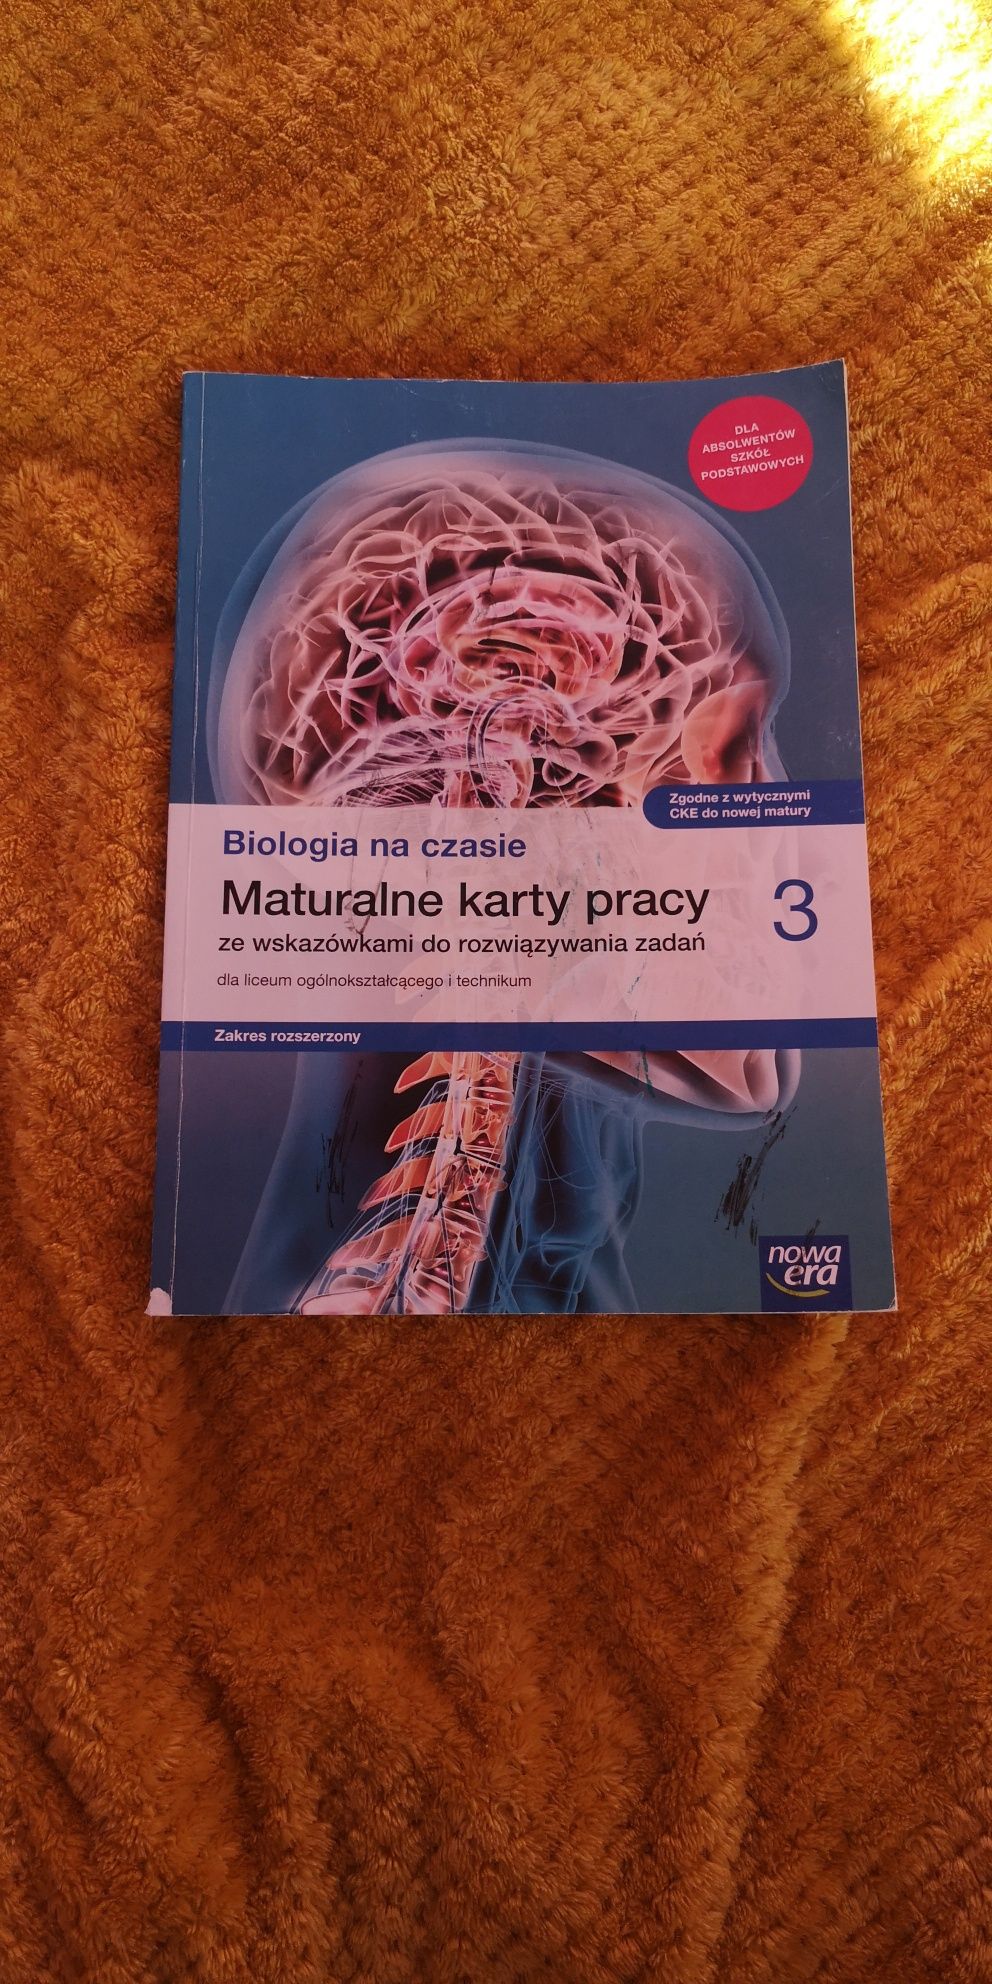 DLA
ABSOLWENTÓW
SZKÓŁ
PODSTAWOWYCH
Zgodne z wytycznymi
CKE do nowej matury
Biologia na czasie
Maturalne karty pracy
3
ze wskazówkami do rozwiązywania zadań
dla liceum ogólnokształcącego i technikum
Zakres rozszerzony
nowa
era